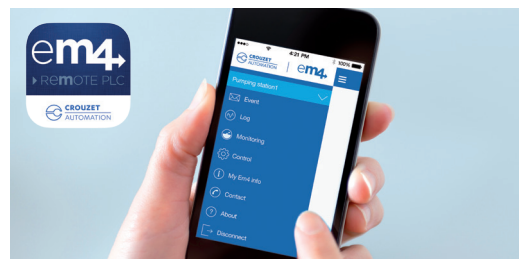 em4
REMOTE PLC
CROUZET
AUTOMATION
4:21 PM
100%
CROUZET
AUTOMATION
em4
Pumping station1
Event
Log
Monitoring
Control
My Em4 info
Contact
About
Disconnect